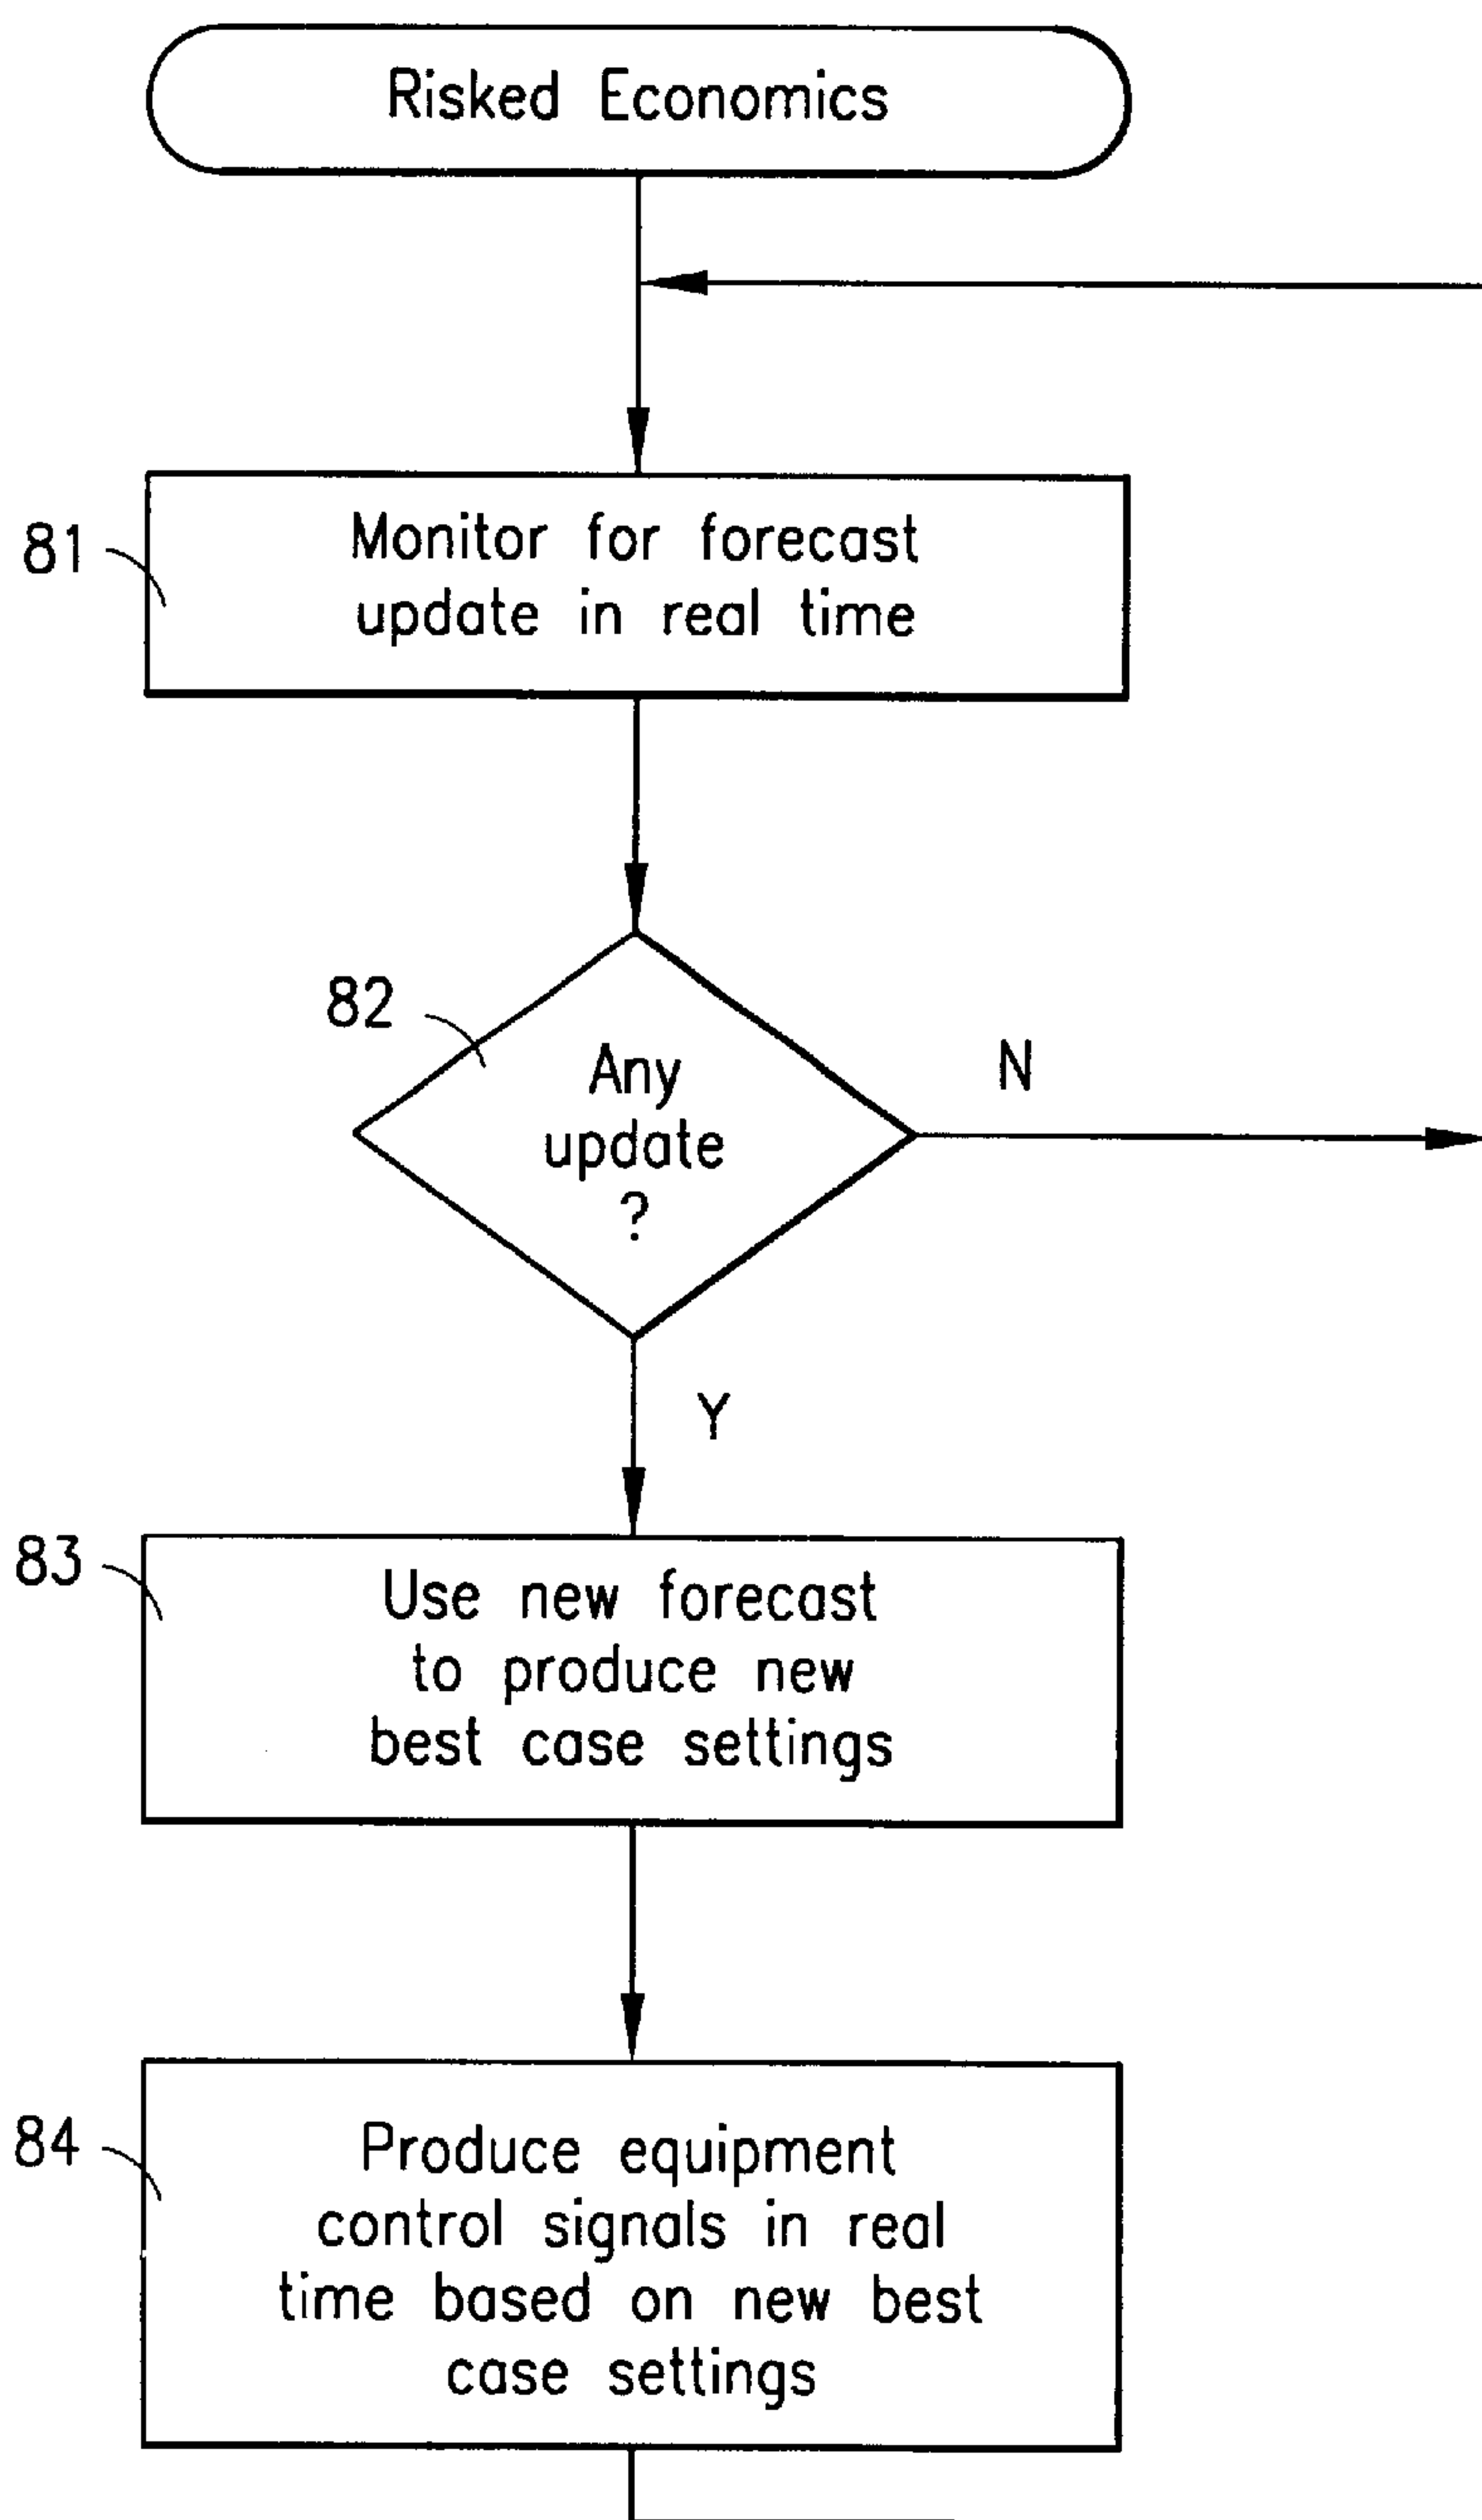 Risked Economics
81
Monitor for forecast
update in real time
82
Any
update
?
N
Y
83
Use new forecast
to produce new
best case settings
84
Produce equipment
control signals in real
time based on new best
case settings